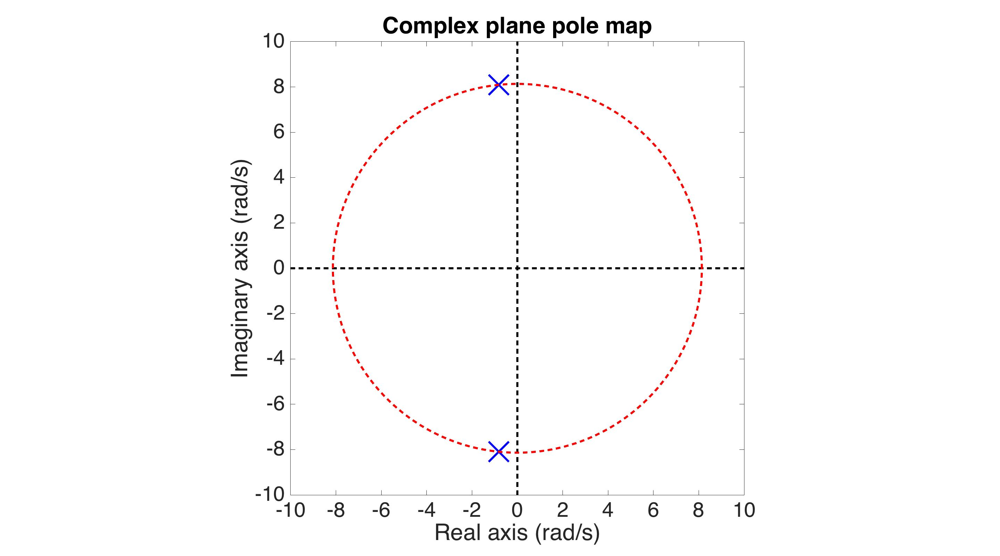 Complex plane pole map
10
8
6
4
2
0
-2
-4
-6
-8
-10
Imaginary axis (rad/s)
-10 -8 -6 -4 -2 0 2 4 6 8 10
Real axis (rad/s)